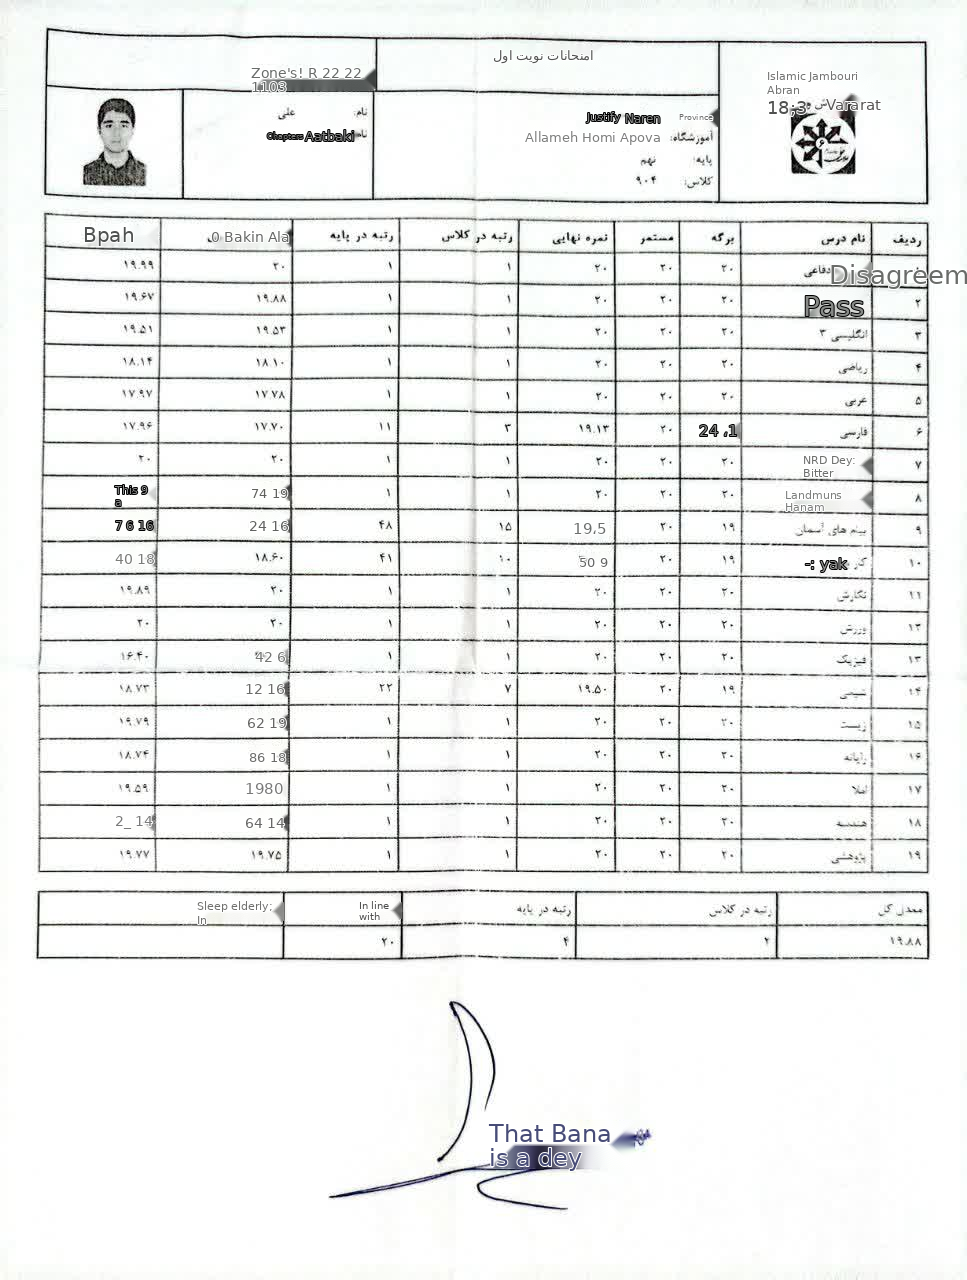 امتحانات نوبت اول
Islamic Jambouri
Abran
18;3 Vararat
Province Justify Naren
آموزشگاه: Allameh Homi Apova
پایه: نهم
کلاس: ۹۰۴
Zone's! R 22 22
1103
نام: علی
Chapters Aatbaki
ردیف نام درس برگه مستمر نمره نهایی رتبه در کلاس رتبه در پایه 0 Bakin Ala Bpah
دفاعی Disagreem ۲۰ ۲۰ ۲۰ ۱ ۱ ۲۰ ۱۹.۹۹
۲ Pass ۲۰ ۲۰ ۲۰ ۱ ۱ ۱۹.۸۸ ۱۹.۶۷
۳ انگلیسی ۳ ۲۰ ۲۰ ۲۰ ۱ ۱ ۱۹.۵۳ ۱۹.۵۱
۴ ریاضی ۲۰ ۲۰ ۲۰ ۱ ۱ ۱۸.۱۰ ۱۸.۱۴
۵ عربی ۲۰ ۲۰ ۲۰ ۱ ۱ ۱۷.۷۸ ۱۷.۹۷
۶ فارسی 24 ،1 ۲۰ ۱۹.۱۳ ۳ ۱۱ ۱۷.۷۰ ۱۷.۹۶
۷ NRD Dey: Bitter ۲۰ ۲۰ ۲۰ ۱ ۱ ۲۰ ۲۰
۸ Landmuns Hanam ۲۰ ۲۰ ۲۰ ۱ ۱ 74 19 This 9 a
۹ پیام های آسمان ۱۹ ۲۰ 19.5 ۱۵ ۴۸ 24 16 7 6 16
۱۰ کار -: yak ۱۹ ۲۰ 50 9 ۱۰ ۴۱ ۱۸.۶۰ 40 18
۱۱ نگارش ۲۰ ۲۰ ۲۰ ۱ ۱ ۲۰ ۱۹.۸۹
۱۲ ورزش ۲۰ ۲۰ ۲۰ ۱ ۱ ۲۰ ۲۰
۱۳ فیزیک ۲۰ ۲۰ ۲۰ ۱ ۱ 42 6 ۱۶.۴۰
۱۴ شیمی ۱۹ ۲۰ ۱۹.۵۰ ۷ ۲۲ 12 16 ۱۸.۷۳
۱۵ زیست ۲۰ ۲۰ ۲۰ ۱ ۱ 62 19 ۱۹.۷۹
۱۶ رایانه ۲۰ ۲۰ ۲۰ ۱ ۱ 86 18 ۱۸.۷۴
۱۷ املا ۲۰ ۲۰ ۲۰ ۱ ۱ 1980 ۱۹.۵۹
۱۸ هندسه ۲۰ ۲۰ ۲۰ ۱ ۱ 64 14 2_ 14
۱۹ پژوهشی ۲۰ ۲۰ ۲۰ ۱ ۱ ۱۹.۷۵ ۱۹.۷۷
معدل کل رتبه در کلاس رتبه در پایه In line with Sleep elderly; In
۱۹.۸۸ ۲ ۴ ۲۰
That Bana
is a dey